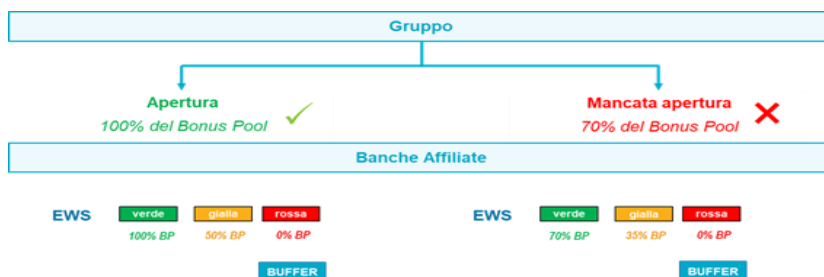 Gruppo
Apertura
100% del Bonus Pool
Mancata apertura
70% del Bonus Pool
Banche Affiliate
EWS verde gialla rossa
100% BP 50% BP 0% BP
BUFFER
EWS verde gialla rossa
70% BP 35% BP 0% BP
BUFFER